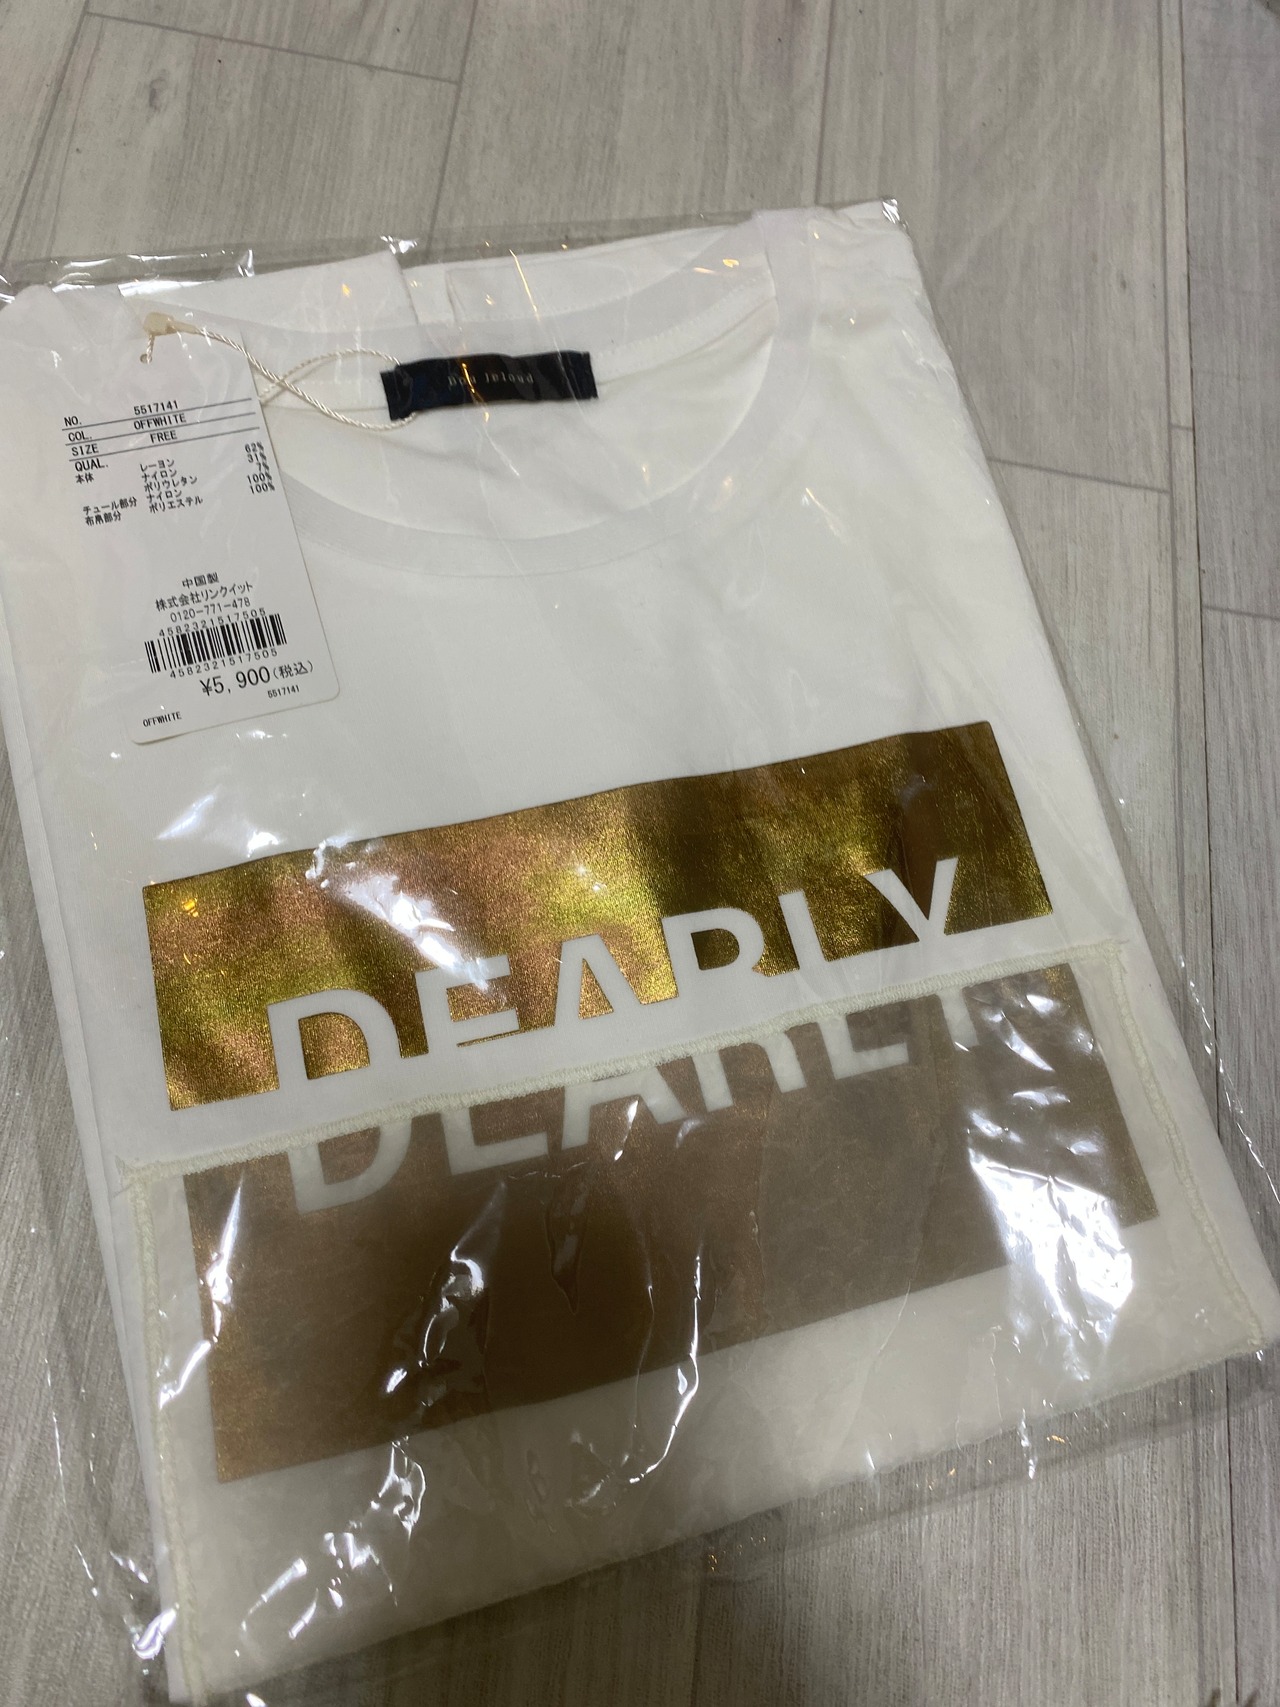 pou jeloud
NO. 5517141
COL. OFFWHITE
SIZE FREE
QUAL.
本体 レーヨン 62%
ナイロン 31%
ポリウレタン 7%
チュール部分 ナイロン 100%
布帛部分 ポリエステル 100%
中国製
株式会社リンクイット
0120-771-478
4582321517505
4582321517505
¥5,900(税込)
OFFWHITE 5517141
DEARLY
DEARLY